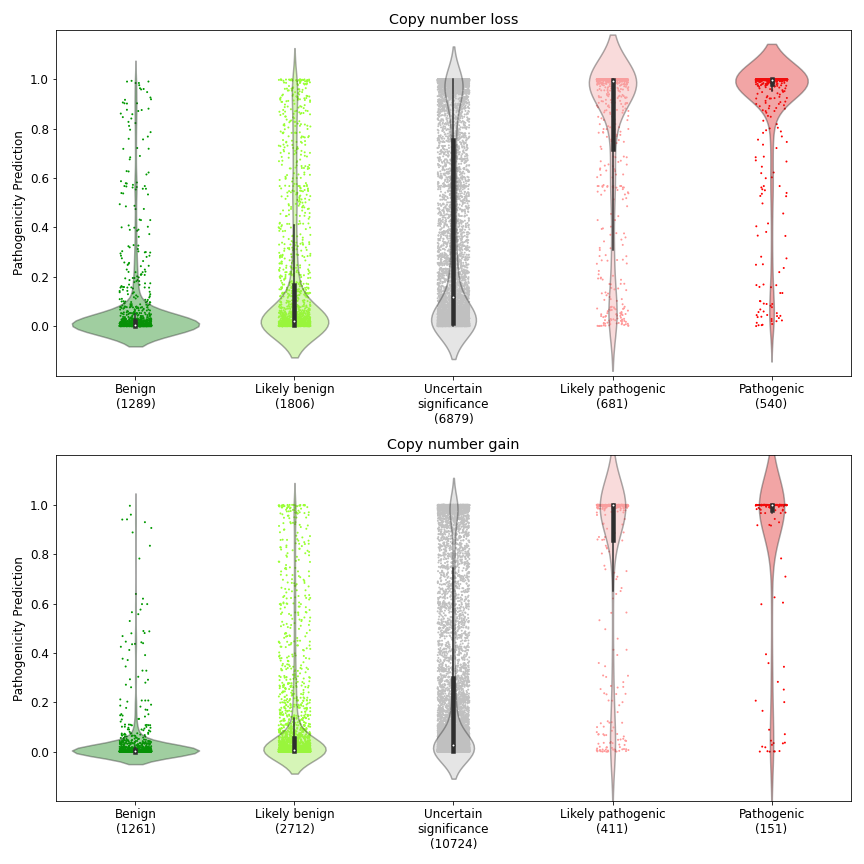 Copy number loss
Pathogenicity Prediction
1.0
0.8
0.6
0.4
0.2
0.0
Benign
(1289)
Likely benign
(1806)
Uncertain
significance
(6879)
Likely pathogenic
(681)
Pathogenic
(540)
Copy number gain
Pathogenicity Prediction
1.0
0.8
0.6
0.4
0.2
0.0
Benign
(1261)
Likely benign
(2712)
Uncertain
significance
(10724)
Likely pathogenic
(411)
Pathogenic
(151)